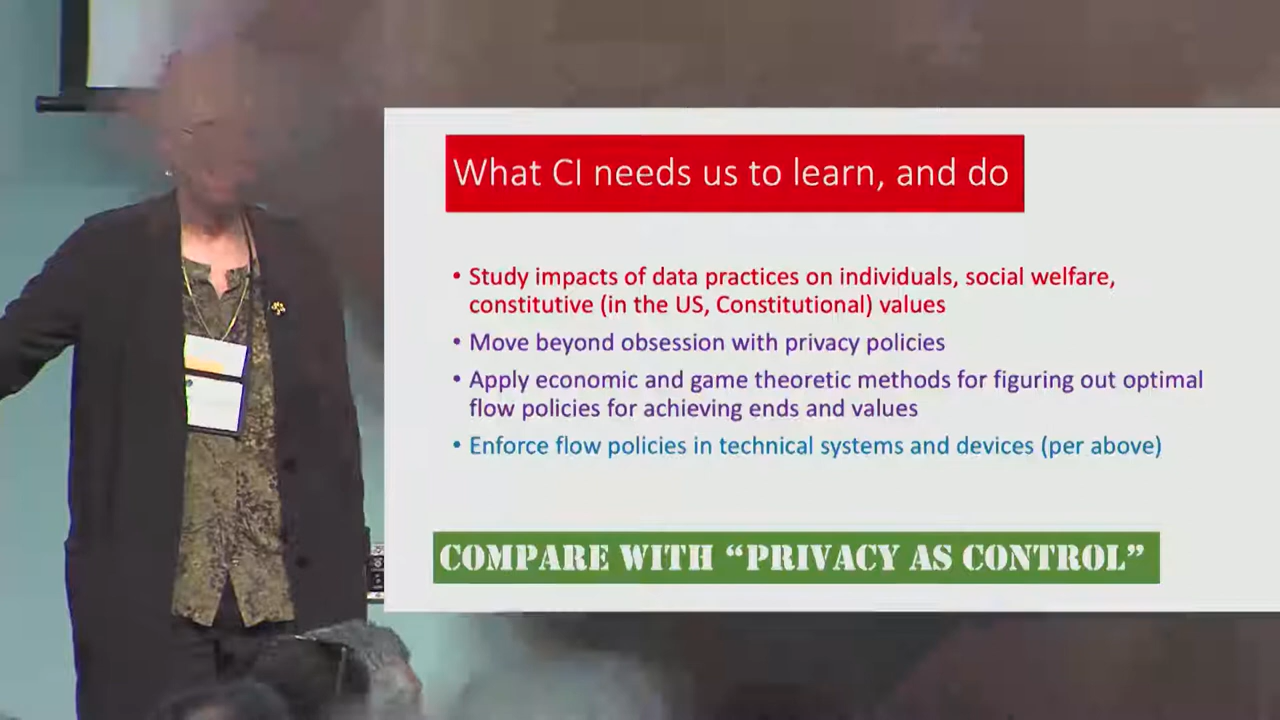 What CI needs us to learn, and do
• Study impacts of data practices on individuals, social welfare,
constitutive (in the US, Constitutional) values
• Move beyond obsession with privacy policies
• Apply economic and game theoretic methods for figuring out optimal
flow policies for achieving ends and values
• Enforce flow policies in technical systems and devices (per above)
COMPARE WITH “PRIVACY AS CONTROL”